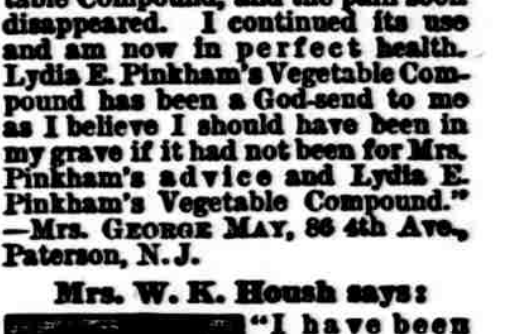 table Compound, and the pain soon
disappeared. I continued its use
and am now in perfect health.
Lydia E. Pinkham's Vegetable Com-
pound has been a God-send to me
as I believe I should have been in
my grave if it had not been for Mrs.
Pinkham's advice and Lydia E.
Pinkham's Vegetable Compound."
—Mrs. GEORGE MAY, 86 4th Ave.,
Paterson, N. J.
Mrs. W. K. Housh says:
"I have been